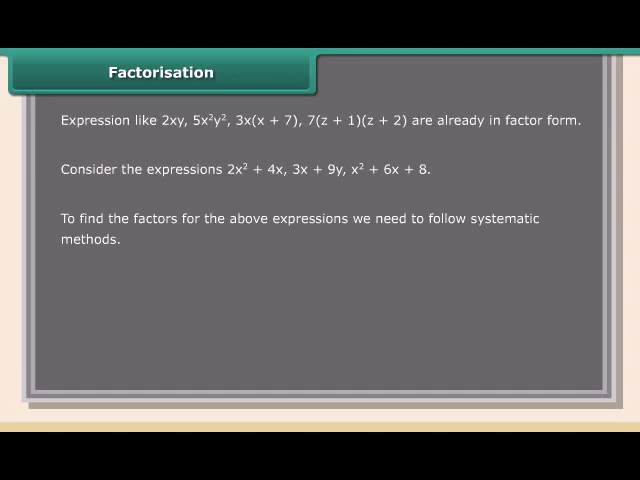 Factorisation
Expression like 2xy, 5x²y², 3x(x + 7), 7(z + 1)(z + 2) are already in factor form.
Consider the expressions 2x² + 4x, 3x + 9y, x² + 6x + 8.
To find the factors for the above expressions we need to follow systematic
methods.